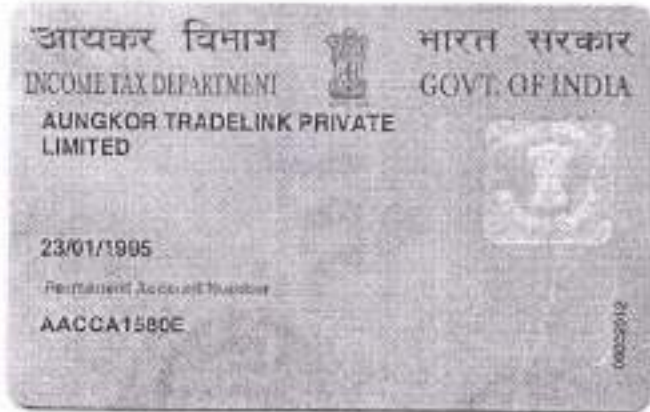 आयकर विभाग
भारत सरकार
INCOME TAX DEPARTMENT
GOVT. OF INDIA
AUNGKOR TRADELINK PRIVATE
LIMITED
23/01/1995
Permanent Account Number
AACCA1580E